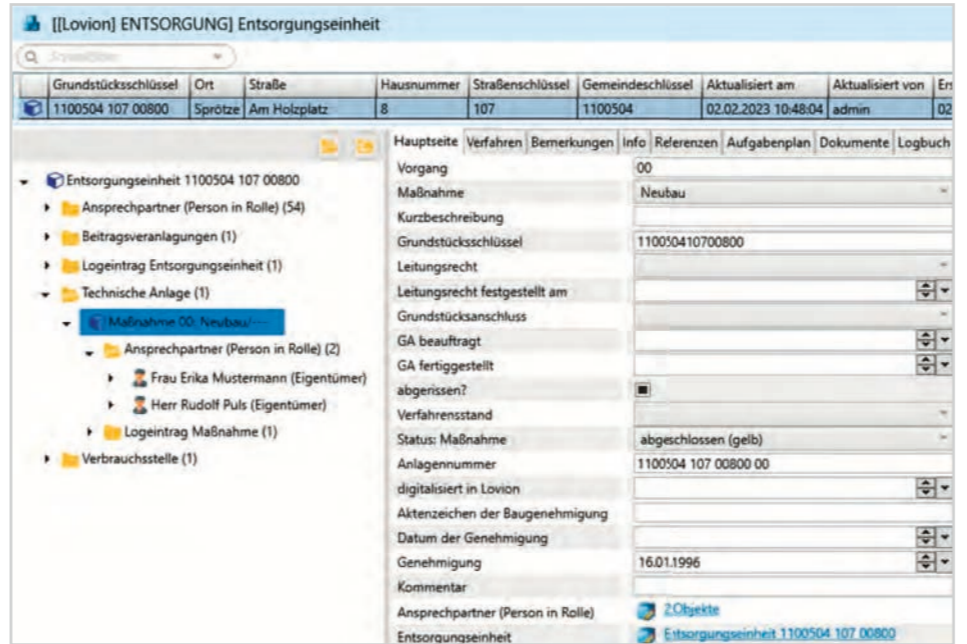 [[Lovion] ENTSORGUNG] Entsorgungseinheit
Grundstücksschlüssel Ort Straße Hausnummer Straßenschlüssel Gemeindeschlüssel Aktualisiert am Aktualisiert von Ers
1100504 107 00800 Sprötze Am Holzplatz 8 107 1100504 02.02.2023 10:48:04 admin 02
Hauptseite Verfahren Bemerkungen Info Referenzen Aufgabenplan Dokumente Logbuch
Entsorgungseinheit 1100504 107 00800
Ansprechpartner (Person in Rolle) (54)
Beitragsveranlagungen (1)
Logeintrag Entsorgungseinheit (1)
Technische Anlage (1)
Maßnahme 00, Neubau/----
Ansprechpartner (Person in Rolle) (2)
Frau Erika Mustermann (Eigentümer)
Herr Rudolf Puls (Eigentümer)
Logeintrag Maßnahme (1)
Verbrauchsstelle (1)
Vorgang 00
Maßnahme Neubau
Kurzbeschreibung
Grundstücksschlüssel 110050410700800
Leitungsrecht
Leitungsrecht festgestellt am
Grundstücksanschluss
GA beauftragt
GA fertiggestellt
abgerissen?
Verfahrensstand
Status: Maßnahme abgeschlossen (gelb)
Anlagennummer 1100504 107 00800 00
digitalisiert in Lovion
Aktenzeichen der Baugenehmigung
Datum der Genehmigung
Genehmigung 16.01.1996
Kommentar
Ansprechpartner (Person in Rolle) 2 Objekte
Entsorgungseinheit Entsorgungseinheit 1100504 107 00800